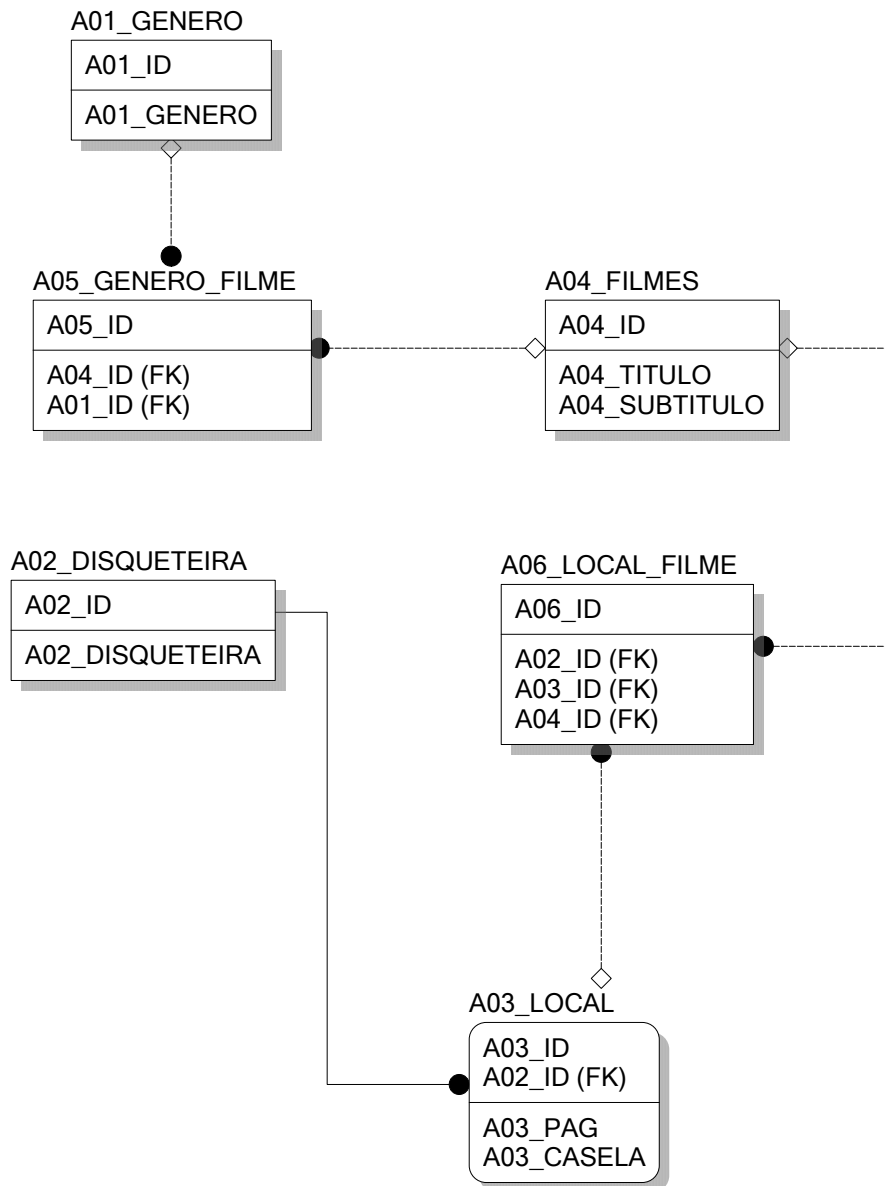 A01_GENERO
A01_ID
A01_GENERO
A05_GENERO_FILME
A05_ID
A04_ID (FK)
A01_ID (FK)
A04_FILMES
A04_ID
A04_TITULO
A04_SUBTITULO
A02_DISQUETEIRA
A02_ID
A02_DISQUETEIRA
A06_LOCAL_FILME
A06_ID
A02_ID (FK)
A03_ID (FK)
A04_ID (FK)
A03_LOCAL
A03_ID
A02_ID (FK)
A03_PAG
A03_CASELA